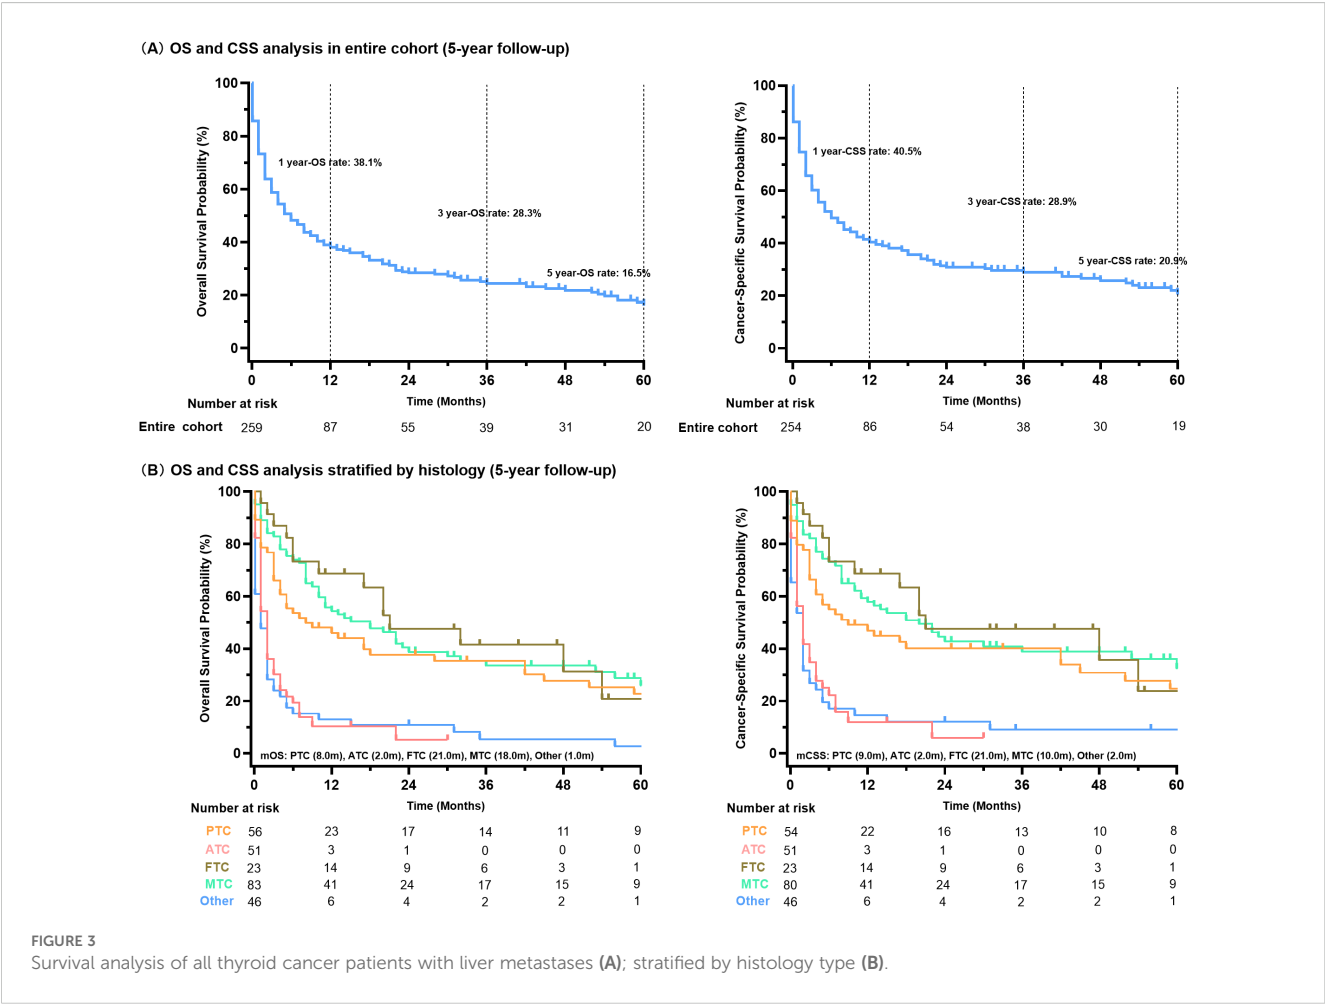 (A) OS and CSS analysis in entire cohort (5-year follow-up)
Overall Survival Probability (%)
100
80
60
40
20
0
1 year-OS rate: 38.1%
3 year-OS rate: 28.3%
5 year-OS rate: 16.5%
0 12 24 36 48 60
Number at risk
Time (Months)
Entire cohort 259 87 55 39 31 20
Cancer-Specific Survival Probability (%)
100
80
60
40
20
0
1 year-CSS rate: 40.5%
3 year-CSS rate: 28.9%
5 year-CSS rate: 20.9%
0 12 24 36 48 60
Number at risk
Time (Months)
Entire cohort 254 86 54 38 30 19
(B) OS and CSS analysis stratified by histology (5-year follow-up)
Overall Survival Probability (%)
100
80
60
40
20
0
mOS: PTC (8.0m), ATC (2.0m), FTC (21.0m), MTC (18.0m), Other (1.0m)
0 12 24 36 48 60
Number at risk
Time (Months)
PTC 56 23 17 14 11 9
ATC 51 3 1 0 0 0
FTC 23 14 9 6 3 1
MTC 83 41 24 17 15 9
Other 46 6 4 2 2 1
Cancer-Specific Survival Probability (%)
100
80
60
40
20
0
mCSS: PTC (9.0m), ATC (2.0m), FTC (21.0m), MTC (10.0m), Other (2.0m)
0 12 24 36 48 60
Number at risk
Time (Months)
PTC 54 22 16 13 10 8
ATC 51 3 1 0 0 0
FTC 23 14 9 6 3 1
MTC 80 41 24 17 15 9
Other 46 6 4 2 2 1
FIGURE 3
Survival analysis of all thyroid cancer patients with liver metastases (A); stratified by histology type (B).